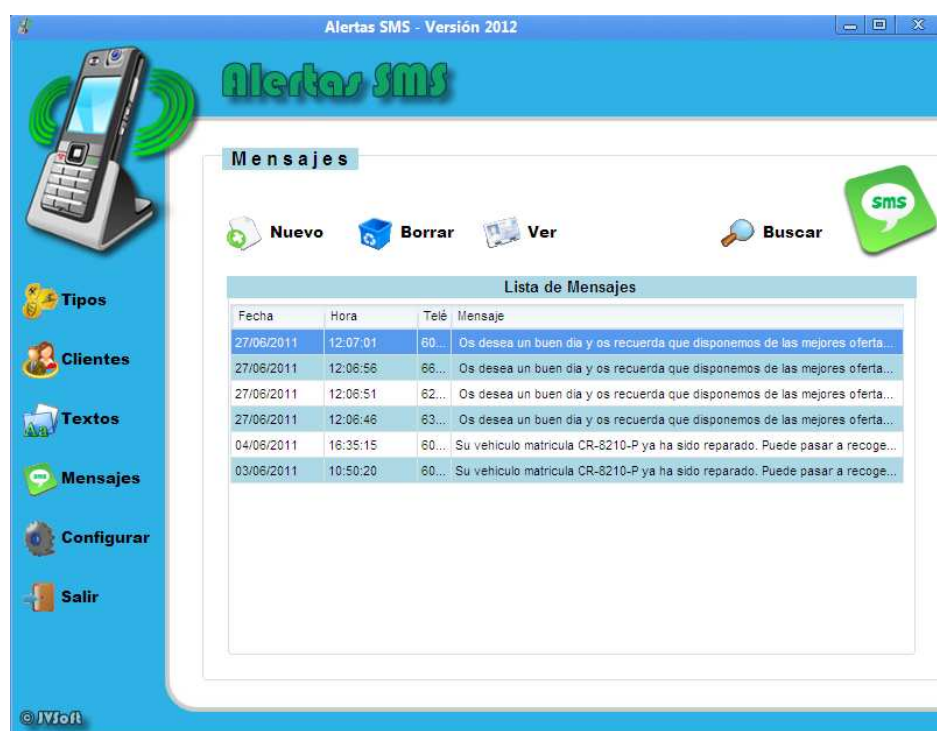 Alertas SMS - Versión 2012
Alertas SMS
Mensajes
sms
Nuevo Borrar Ver Buscar
Tipos
Clientes
Textos
Mensajes
Configurar
Salir
Lista de Mensajes
Fecha Hora Telé Mensaje
27/06/2011 12:07:01 60... Os desea un buen dia y os recuerda que disponemos de las mejores oferta...
27/06/2011 12:06:56 66... Os desea un buen dia y os recuerda que disponemos de las mejores oferta...
27/06/2011 12:06:51 62... Os desea un buen dia y os recuerda que disponemos de las mejores oferta...
27/06/2011 12:06:46 63... Os desea un buen dia y os recuerda que disponemos de las mejores oferta...
04/06/2011 16:35:15 60... Su vehiculo matricula CR-8210-P ya ha sido reparado. Puede pasar a recoge...
03/06/2011 10:50:20 60... Su vehiculo matricula CR-8210-P ya ha sido reparado. Puede pasar a recoge...
© JVSoft